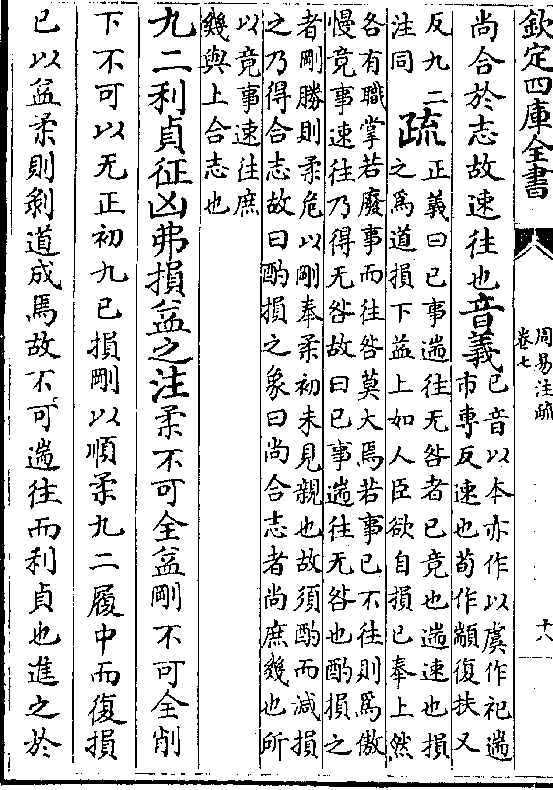 欽定四庫全書
周易注疏
卷七
十八
尚合於志故速往也音義
已音以本亦作以虞作祀遄
市專反速也荀作顓復扶又
反九二
注同
疏
正義曰已事遄往无咎者已竟也遄速也損
之爲道損下益上如人臣欲自損已奉上然
各有職掌若廢事而往咎莫大焉若事已不往則爲傲
慢竟事速往乃得无咎故曰已事遄往无咎也酌損之
者剛勝則柔危以剛奉柔初未見親也故須酌而減損
之乃得合志故曰酌損之象曰尚合志者尚庶幾也所
以竟事速往庶
幾與上合志也
九二利貞征凶弗損益之注柔不可全益剛不可全削
下不可以无正初九已損剛以順柔九二履中而復損
已以益柔則剝道成焉故不可遄往而利貞也進之於